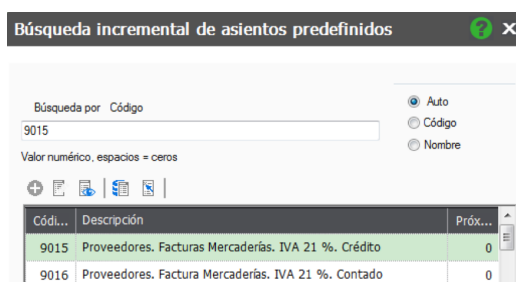 Búsqueda incremental de asientos predefinidos ? x
Búsqueda por Código
9015
Valor numérico, espacios = ceros
Auto
Código
Nombre
Códi... Descripción Próx...
9015 Proveedores. Facturas Mercaderías. IVA 21 %. Crédito 0
9016 Proveedores. Factura Mercaderías. IVA 21 %. Contado 0